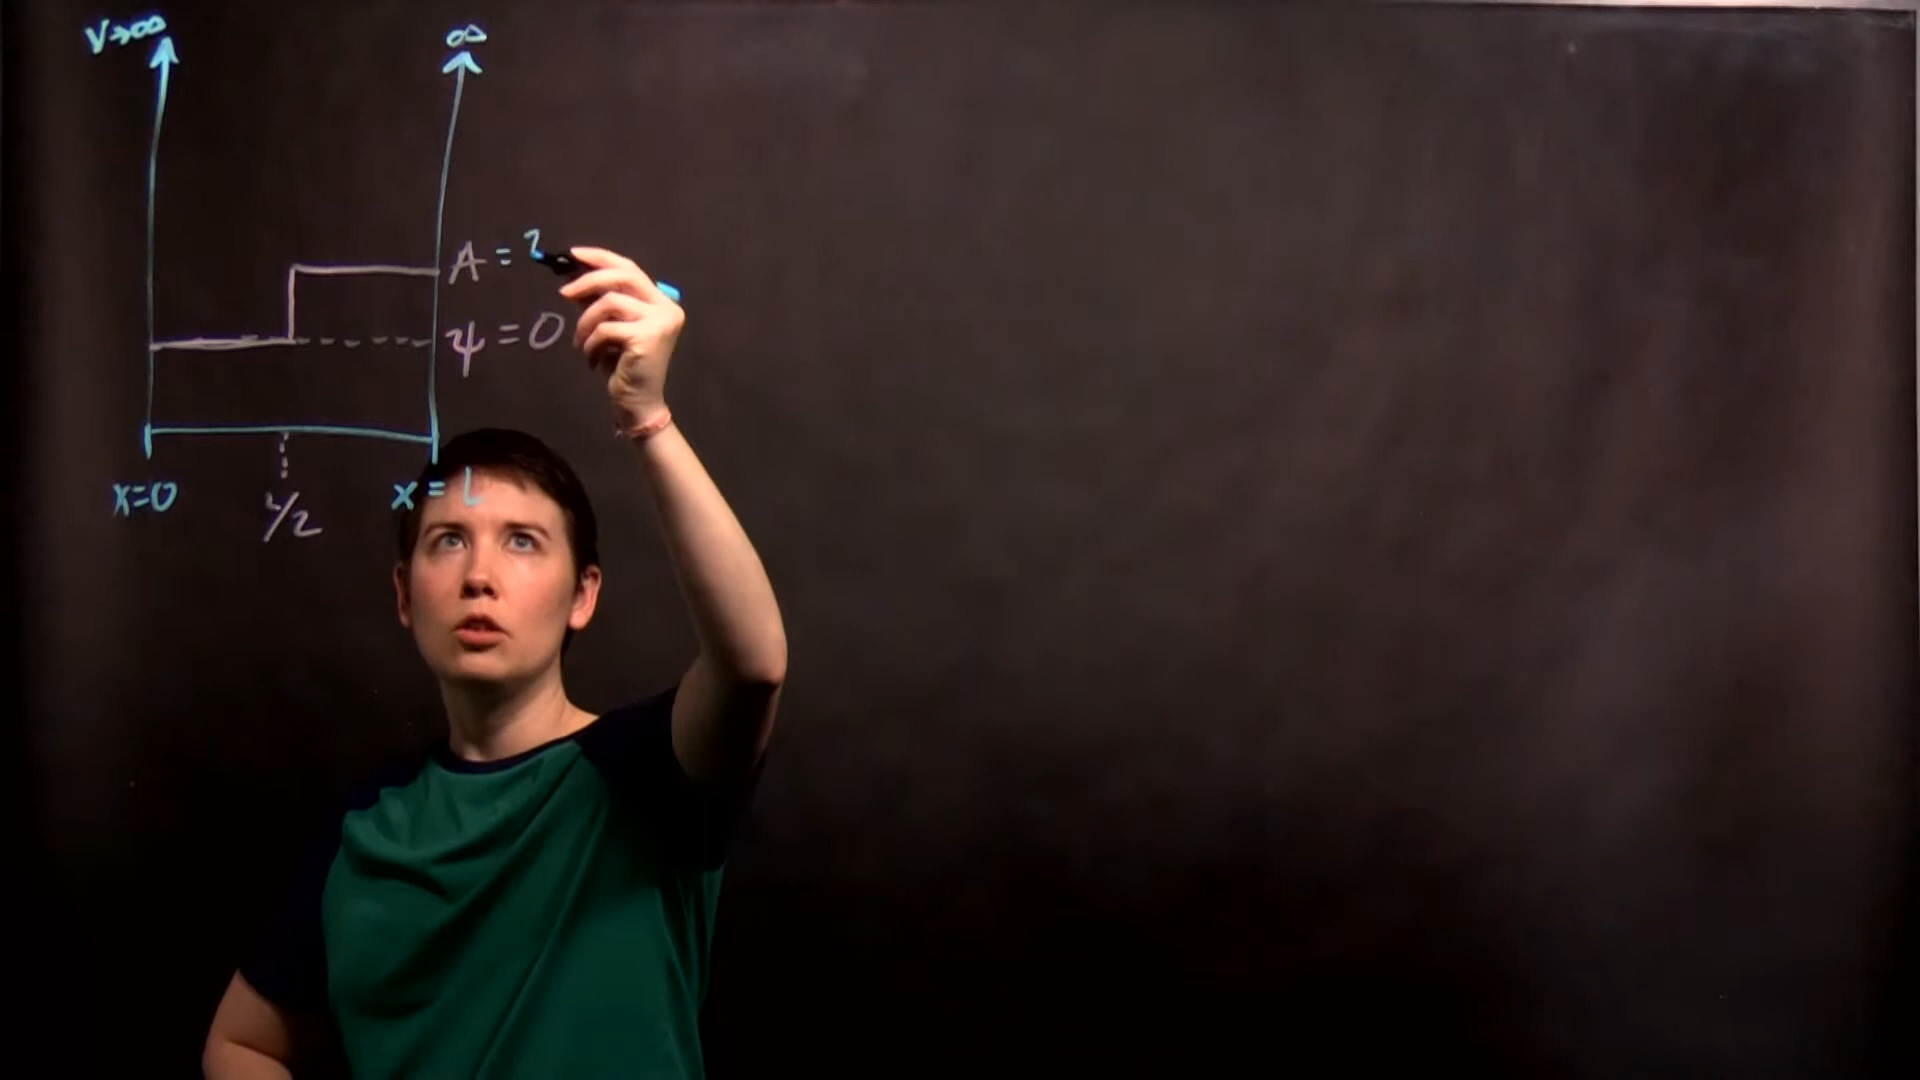 V→∞ ∞
A = ?
ψ = 0
x=0 L/2 x = L